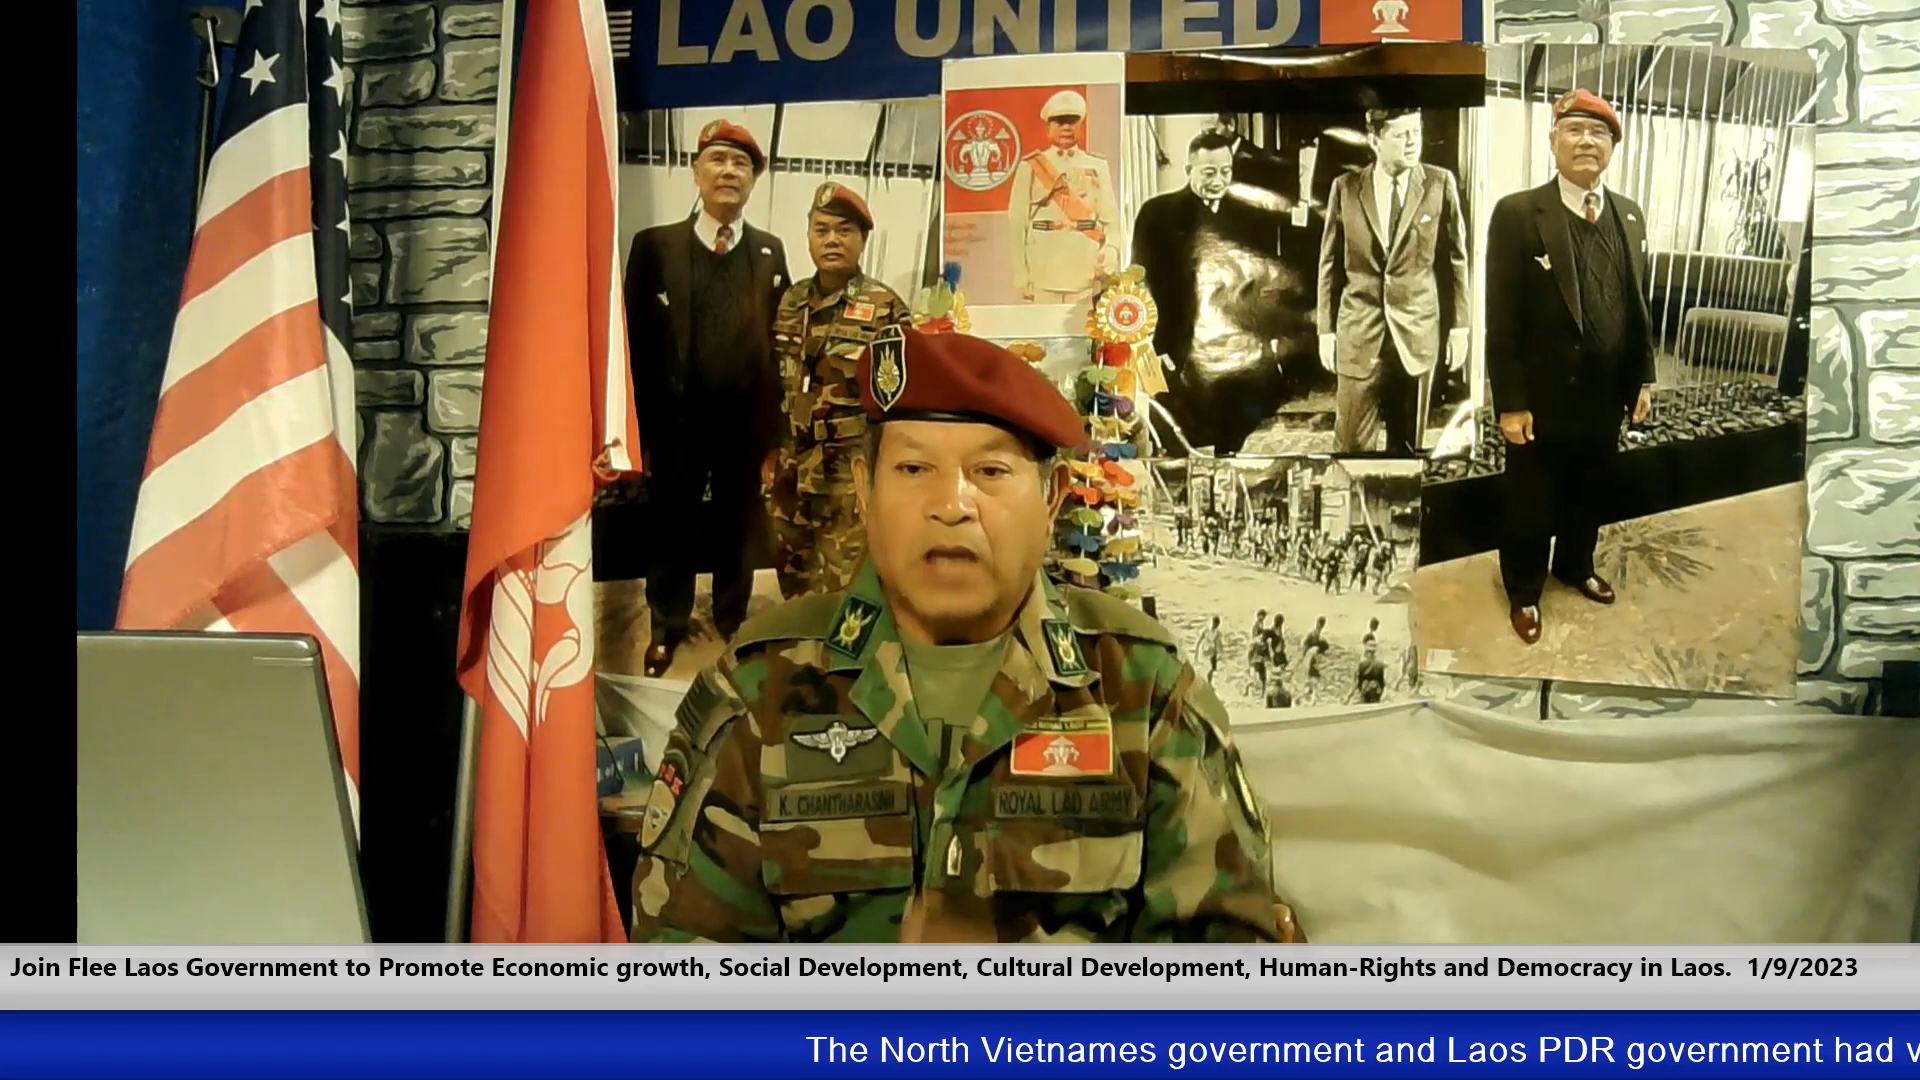 LAO UNITED
K. CHANTHARASINH
ROYAL LAO ARMY
Join Flee Laos Government to Promote Economic growth, Social Development, Cultural Development, Human-Rights and Democracy in Laos. 1/9/2023
The North Vietnames government and Laos PDR government had v